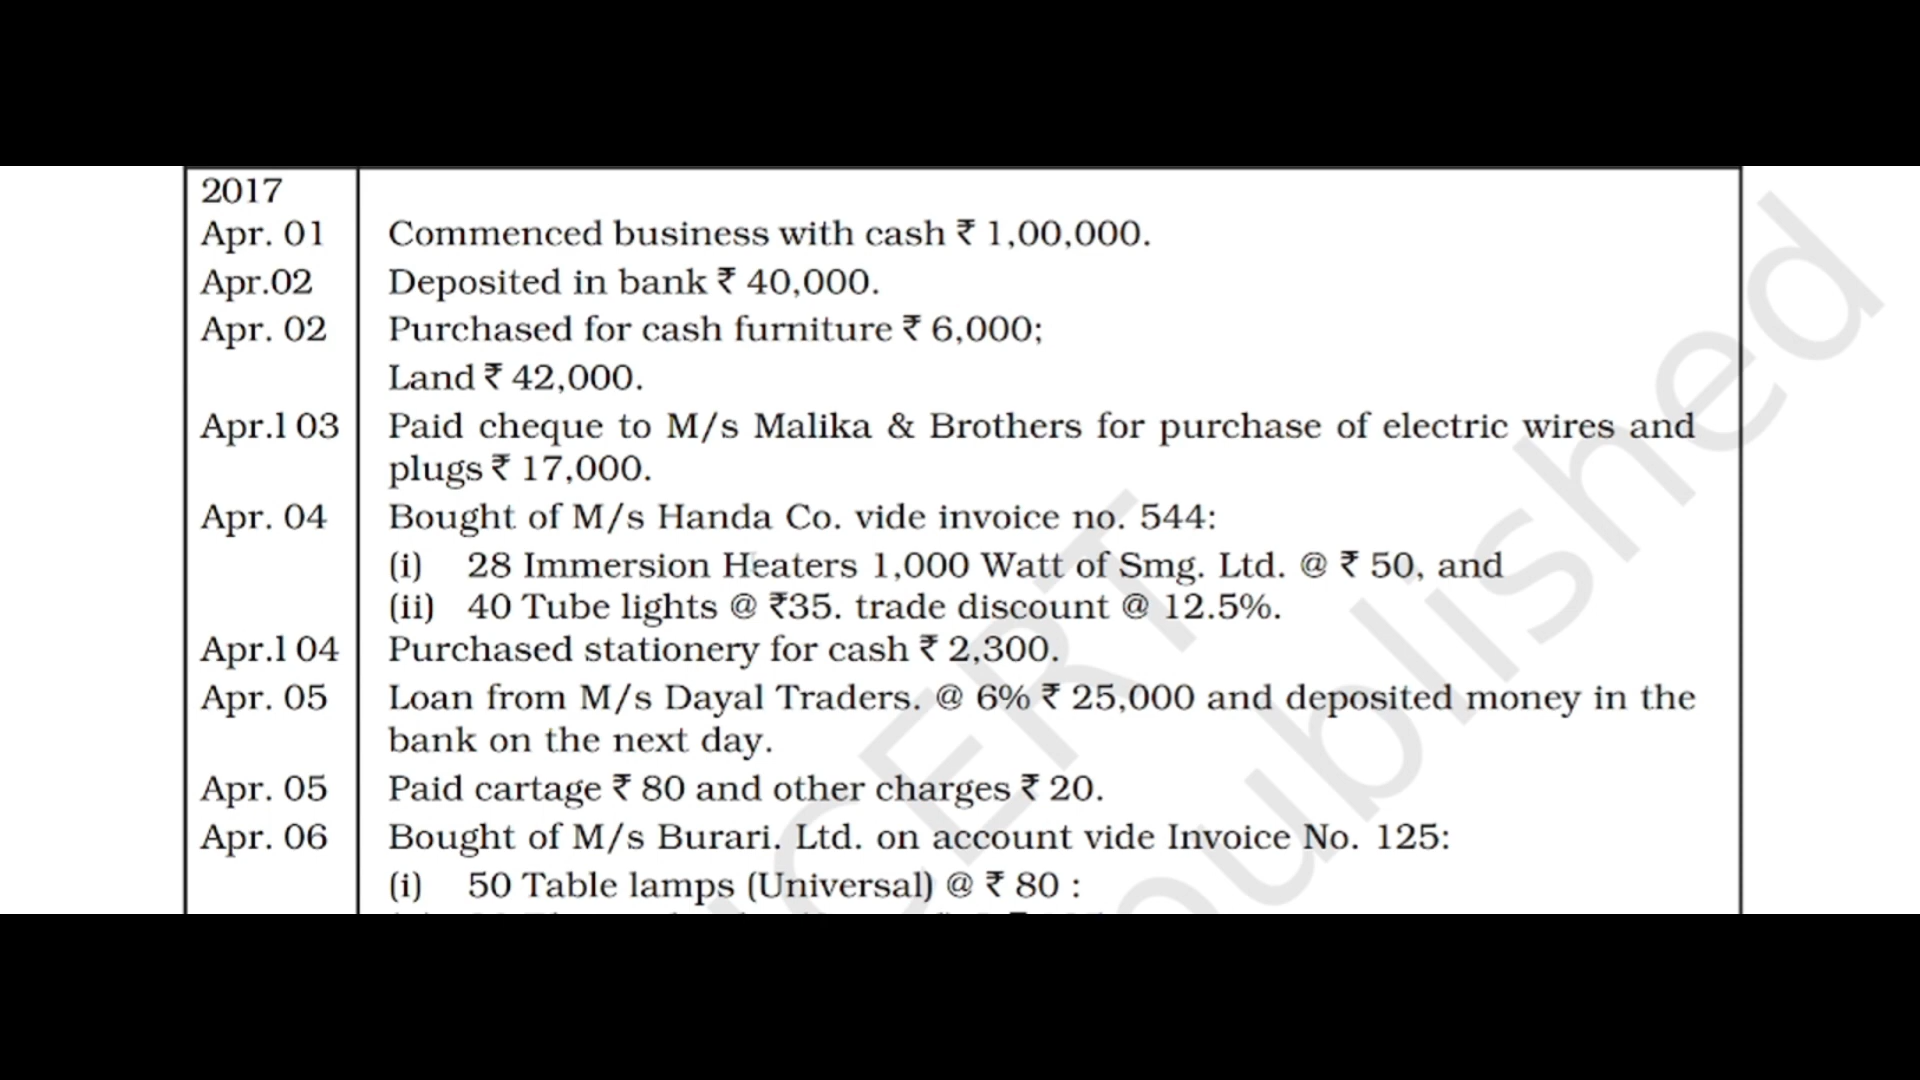 2017
Apr. 01 Commenced business with cash ₹ 1,00,000.
Apr.02 Deposited in bank ₹ 40,000.
Apr. 02 Purchased for cash furniture ₹ 6,000;
Land ₹ 42,000.
Apr.l 03 Paid cheque to M/s Malika & Brothers for purchase of electric wires and
plugs ₹ 17,000.
Apr. 04 Bought of M/s Handa Co. vide invoice no. 544:
(i) 28 Immersion Heaters 1,000 Watt of Smg. Ltd. @ ₹ 50, and
(ii) 40 Tube lights @ ₹35. trade discount @ 12.5%.
Apr.l 04 Purchased stationery for cash ₹ 2,300.
Apr. 05 Loan from M/s Dayal Traders. @ 6% ₹ 25,000 and deposited money in the
bank on the next day.
Apr. 05 Paid cartage ₹ 80 and other charges ₹ 20.
Apr. 06 Bought of M/s Burari. Ltd. on account vide Invoice No. 125:
(i) 50 Table lamps (Universal) @ ₹ 80 :
CERT
ublished